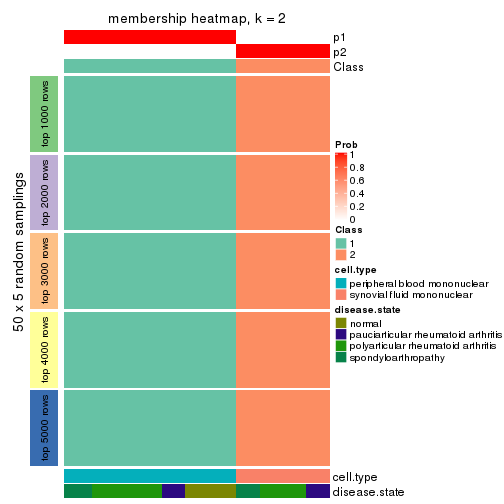 membership heatmap, k = 2
p1
p2
Class
50 x 5 random samplings
top 1000 rows
top 2000 rows
top 3000 rows
top 4000 rows
top 5000 rows
Prob
1
0.8
0.6
0.4
0.2
0
Class
1
2
cell.type
peripheral blood mononuclear
synovial fluid mononuclear
disease.state
normal
pauciarticular rheumatoid arthritis
polyarticular rheumatoid arthritis
spondyloarthropathy
cell.type
disease.state